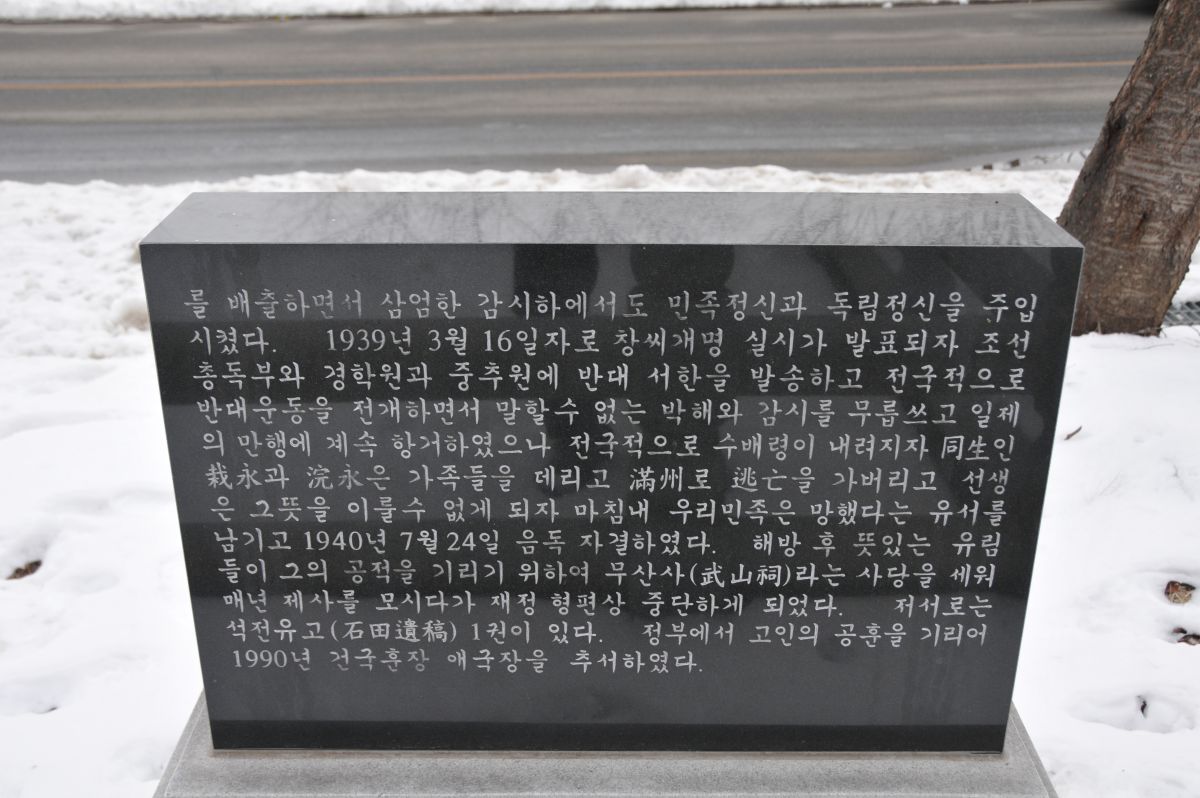 를 배출하면서 삼엄한 감시하에서도 민족정신과 독립정신을 주입
시켰다. 1939년 3월 16일자로 창씨개명 실시가 발표되자 조선
총독부와 경학원과 중추원에 반대 서한을 발송하고 전국적으로
반대운동을 전개하면서 말할수 없는 박해와 감시를 무릅쓰고 일제
의 만행에 계속 항거하였으나 전국적으로 수배령이 내려지자 同生인
栽永과 浣永은 가족들을 데리고 滿州로 逃亡을 가버리고 선생
은 그뜻을 이룰수 없게 되자 마침내 우리민족은 망했다는 유서를
남기고 1940년 7월 24일 음독 자결하였다. 해방 후 뜻있는 유림
들이 그의 공적을 기리기 위하여 무산사(武山祠)라는 사당을 세워
매년 제사를 모시다가 재정 형편상 중단하게 되었다. 저서로는
석전유고(石田遺稿) 1권이 있다. 정부에서 고인의 공훈을 기리어
1990년 건국훈장 애국장을 추서하였다.